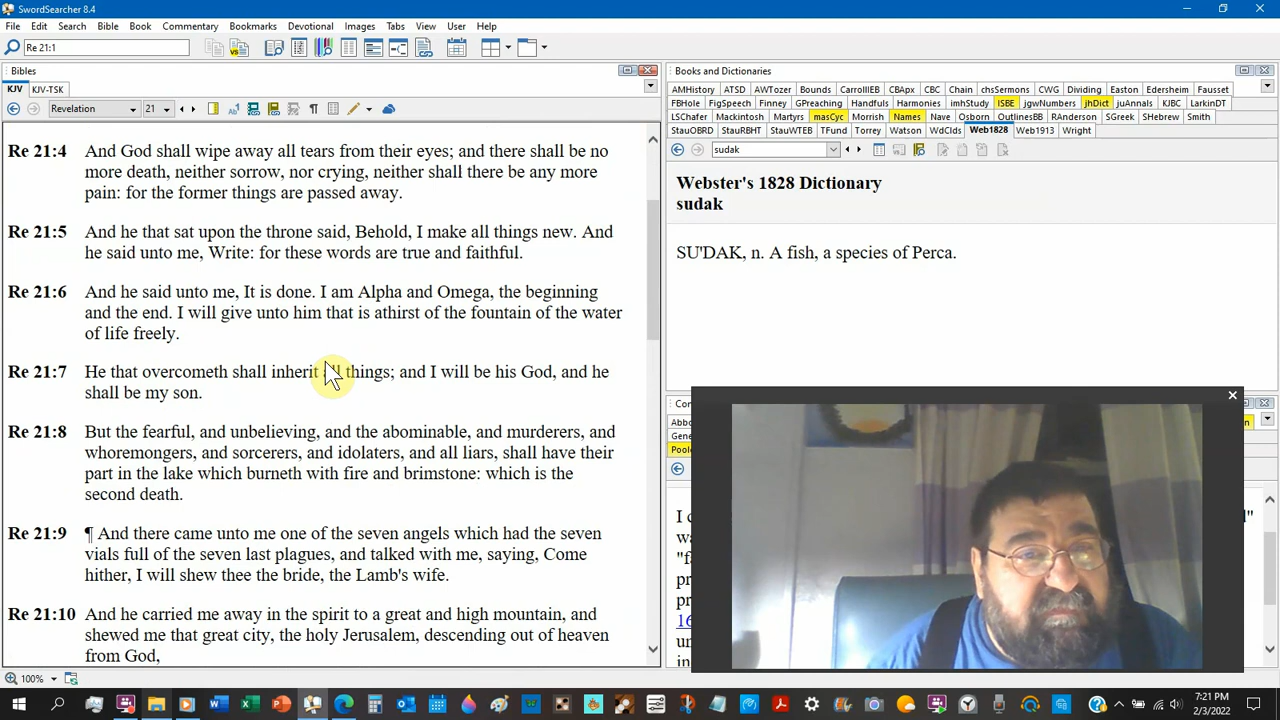 SwordSearcher 8.4
File Edit Search Bible Book Commentary Bookmarks Devotional Images Tabs View User Help
Re 21:1
Bibles
KJV KJV-TSK
Revelation 21
Re 21:4 And God shall wipe away all tears from their eyes; and there shall be no
more death, neither sorrow, nor crying, neither shall there be any more
pain: for the former things are passed away.
Re 21:5 And he that sat upon the throne said, Behold, I make all things new. And
he said unto me, Write: for these words are true and faithful.
Re 21:6 And he said unto me, It is done. I am Alpha and Omega, the beginning
and the end. I will give unto him that is athirst of the fountain of the water
of life freely.
Re 21:7 He that overcometh shall inherit all things; and I will be his God, and he
shall be my son.
Re 21:8 But the fearful, and unbelieving, and the abominable, and murderers, and
whoremongers, and sorcerers, and idolaters, and all liars, shall have their
part in the lake which burneth with fire and brimstone: which is the
second death.
Re 21:9 ¶ And there came unto me one of the seven angels which had the seven
vials full of the seven last plagues, and talked with me, saying, Come
hither, I will shew thee the bride, the Lamb's wife.
Re 21:10 And he carried me away in the spirit to a great and high mountain, and
shewed me that great city, the holy Jerusalem, descending out of heaven
from God,
100%
Books and Dictionaries
AMHistory ATSD AWTozer Bounds CarrollIEB CBApx CBC Chain chsSermons CWG Dividing Easton Edersheim Fausset
FBHole FigSpeech Finney GPreaching Handfuls Harmonies imhStudy ISBE jgwNumbers jhDict juAnnals KJBC LarkinDT
LSChafer Mackintosh Martyrs masCyc Morrish Names Nave Osborn OutlinesBB PNames SGreek SHebrew Smith
StauOBRD StauRBHT StauWTEB TFund Torrey Watson WdClds Web1828 Web1913 Wright
sudak
Webster's 1828 Dictionary
sudak
SU'DAK, n. A fish, a species of Perca.
7:21 PM
2/3/2022